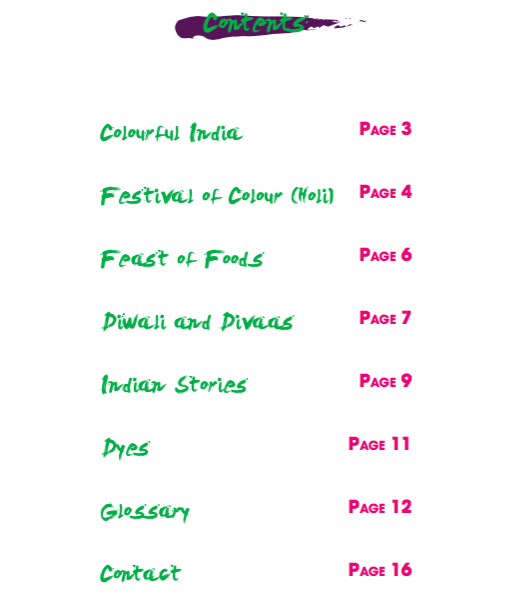 Contents
Colourful India Page 3
Festival of Colour (Holi) Page 4
Feast of Foods Page 6
Diwali and Divaas Page 7
Indian Stories Page 9
Dyes Page 11
Glossary Page 12
Contact Page 16